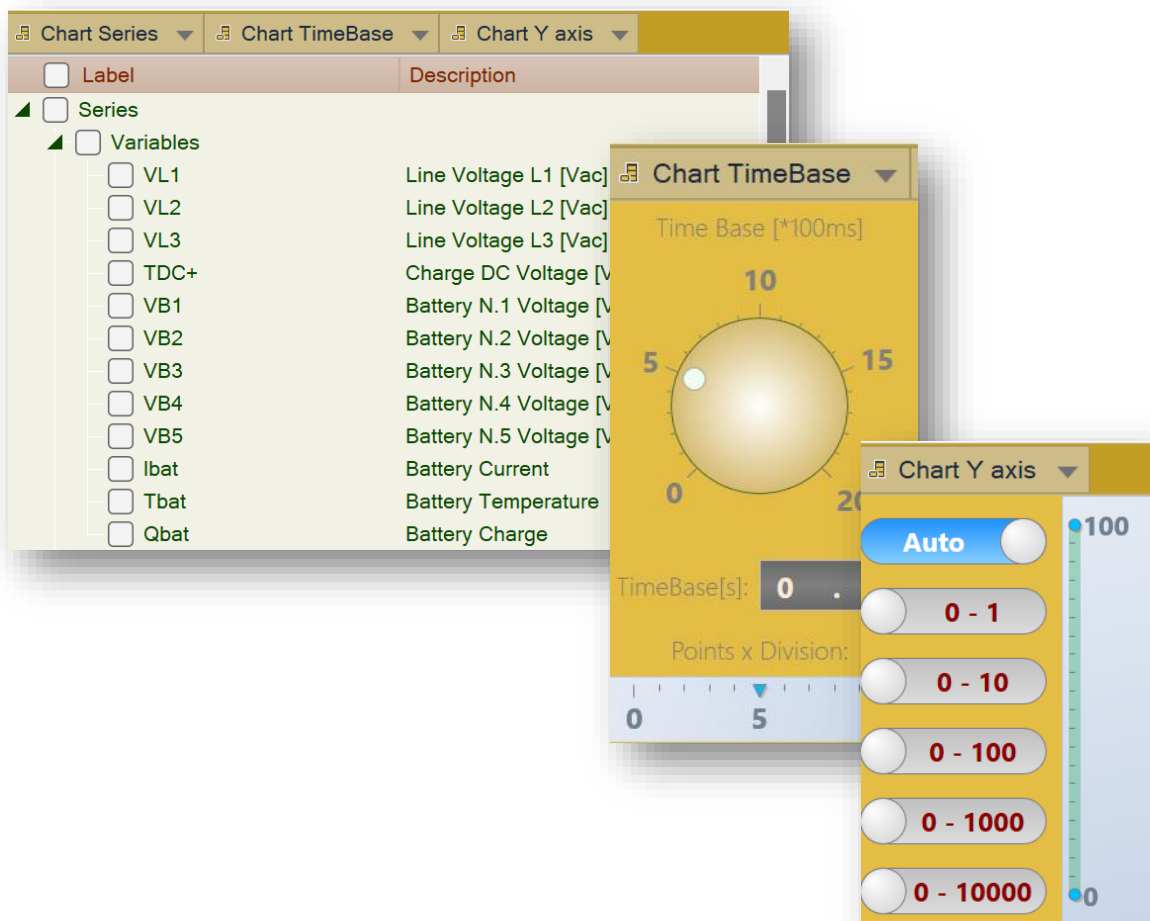 Chart Series Chart TimeBase Chart Y axis
Label Description
Series
Variables
VL1 Line Voltage L1 [Vac]
VL2 Line Voltage L2 [Vac]
VL3 Line Voltage L3 [Vac]
TDC+ Charge DC Voltage [V
VB1 Battery N.1 Voltage [V
VB2 Battery N.2 Voltage [V
VB3 Battery N.3 Voltage [V
VB4 Battery N.4 Voltage [V
VB5 Battery N.5 Voltage [V
Ibat Battery Current
Tbat Battery Temperature
Qbat Battery Charge
Chart TimeBase
Time Base [*100ms]
10
5 15
0 20
TimeBase[s]: 0 .
Points x Division:
0 5
Chart Y axis
Auto 100
0 - 1
0 - 10
0 - 100
0 - 1000
0 - 10000 0